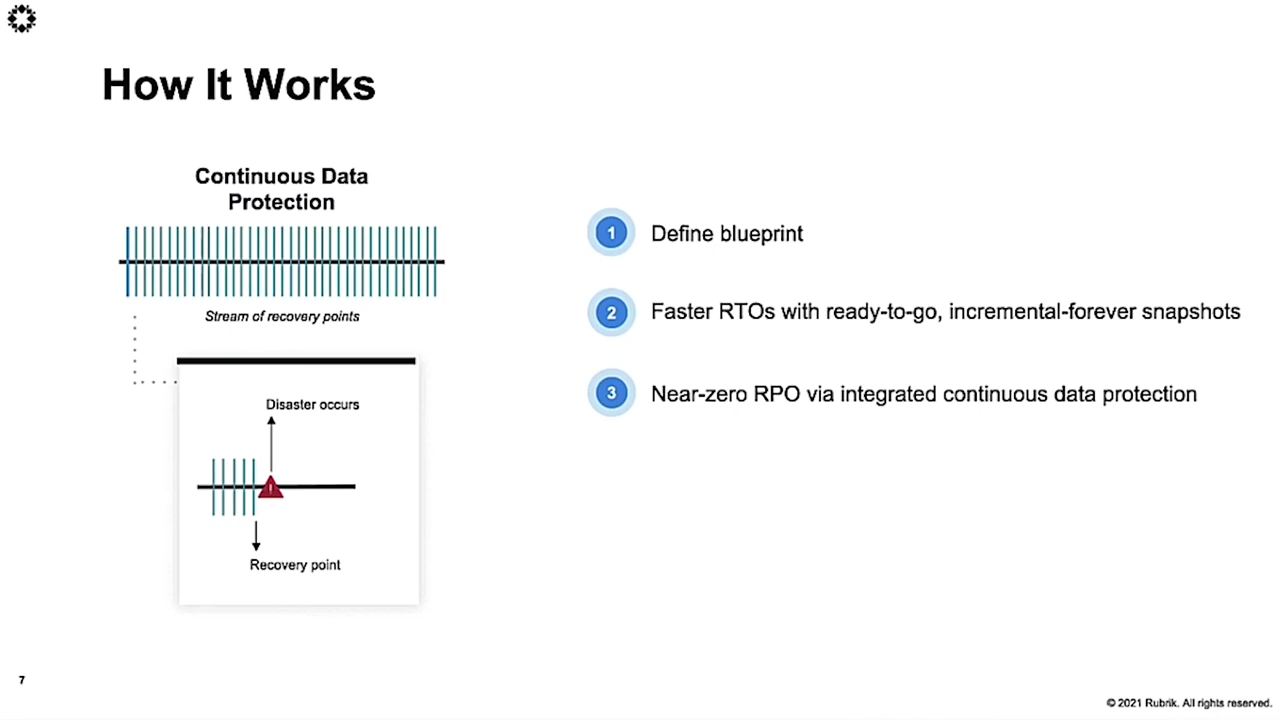 How It Works
Continuous Data
Protection
Stream of recovery points
Disaster occurs
Recovery point
1
Define blueprint
2
Faster RTOs with ready-to-go, incremental-forever snapshots
3
Near-zero RPO via integrated continuous data protection
7
© 2021 Rubrik. All rights reserved.